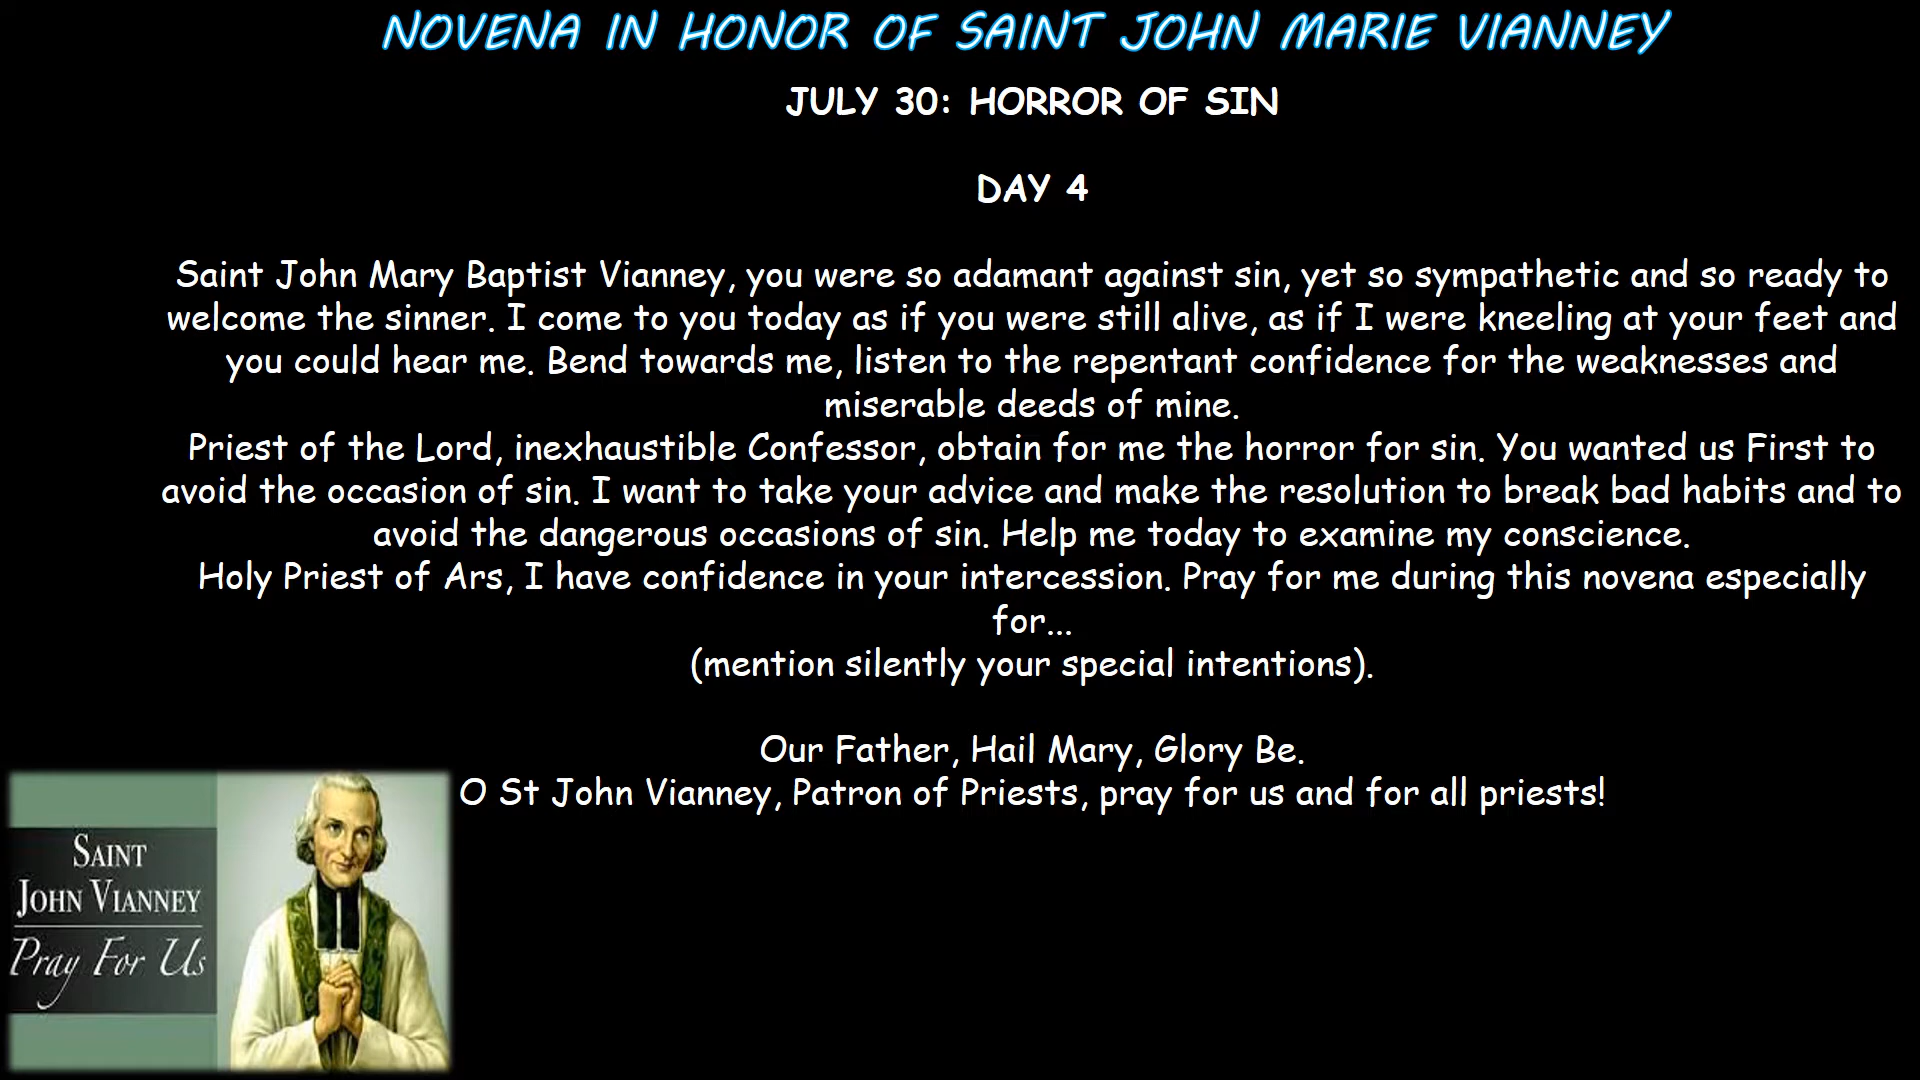 NOVENA IN HONOR OF SAINT JOHN MARIE VIANNEY
JULY 30: HORROR OF SIN
DAY 4
Saint John Mary Baptist Vianney, you were so adamant against sin, yet so sympathetic and so ready to
welcome the sinner. I come to you today as if you were still alive, as if I were kneeling at your feet and
you could hear me. Bend towards me, listen to the repentant confidence for the weaknesses and
miserable deeds of mine.
Priest of the Lord, inexhaustible Confessor, obtain for me the horror for sin. You wanted us First to
avoid the occasion of sin. I want to take your advice and make the resolution to break bad habits and to
avoid the dangerous occasions of sin. Help me today to examine my conscience.
Holy Priest of Ars, I have confidence in your intercession. Pray for me during this novena especially
for...
(mention silently your special intentions).
Our Father, Hail Mary, Glory Be.
O St John Vianney, Patron of Priests, pray for us and for all priests!
SAINT
JOHN VIANNEY
Pray For Us